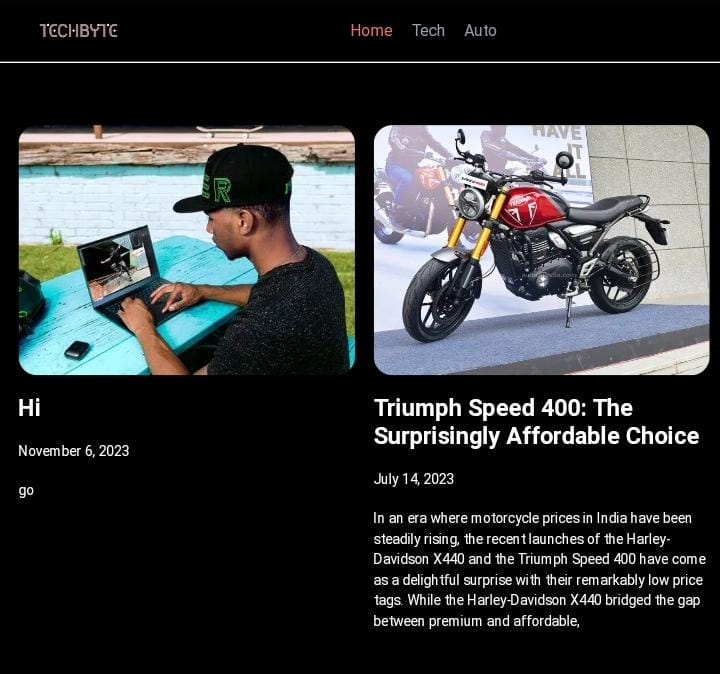 TECHBYTE
Home Tech Auto
R
HAVE
IT
ALL
Hi
November 6, 2023
go
Triumph Speed 400: The
Surprisingly Affordable Choice
July 14, 2023
In an era where motorcycle prices in India have been
steadily rising, the recent launches of the Harley-
Davidson X440 and the Triumph Speed 400 have come
as a delightful surprise with their remarkably low price
tags. While the Harley-Davidson X440 bridged the gap
between premium and affordable,